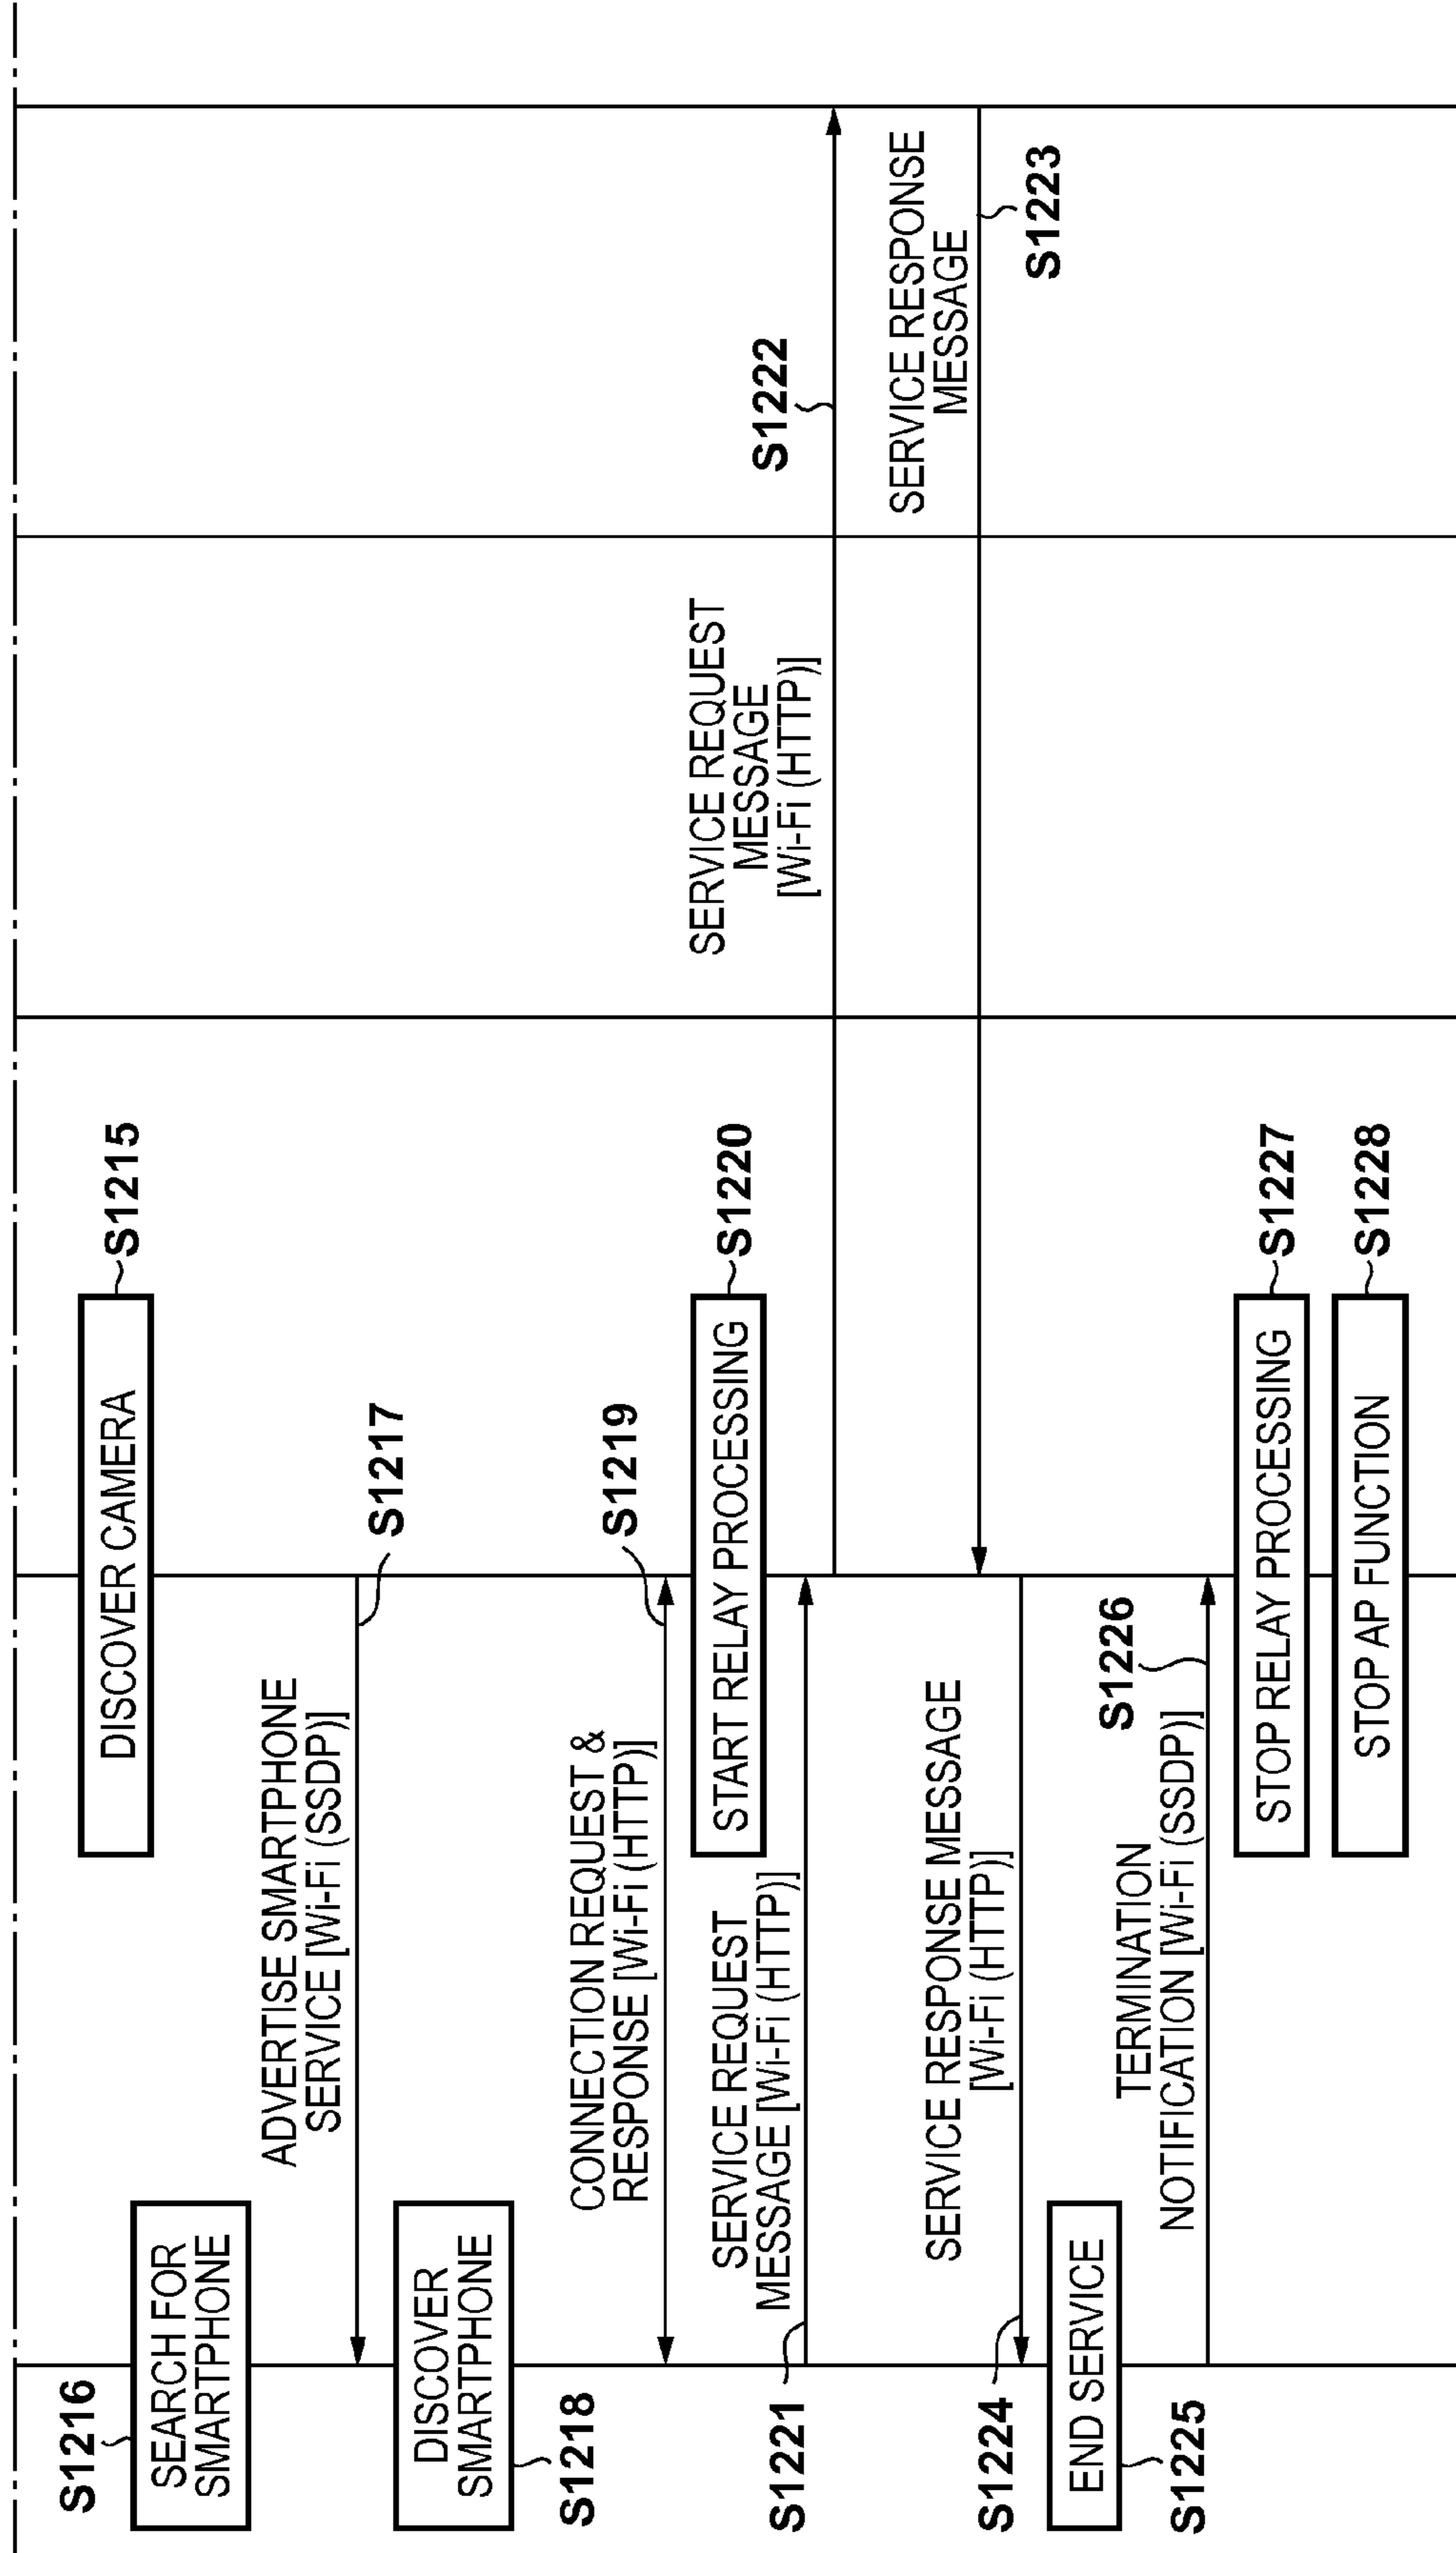 DISCOVER CAMERA
S1215
S1216
SEARCH FOR
SMARTPHONE
ADVERTISE SMARTPHONE
SERVICE [Wi-Fi (SSDP)]
S1217
DISCOVER
SMARTPHONE
S1218
CONNECTION REQUEST &
RESPONSE [Wi-Fi (HTTP)]
S1219
START RELAY PROCESSING
S1220
SERVICE REQUEST
MESSAGE [Wi-Fi (HTTP)]
S1221
SERVICE REQUEST
MESSAGE
[Wi-Fi (HTTP)]
S1222
SERVICE RESPONSE
MESSAGE
S1223
SERVICE RESPONSE MESSAGE
[Wi-Fi (HTTP)]
S1224
END SERVICE
S1225
TERMINATION
NOTIFICATION [Wi-Fi (SSDP)]
S1226
STOP RELAY PROCESSING
S1227
STOP AP FUNCTION
S1228